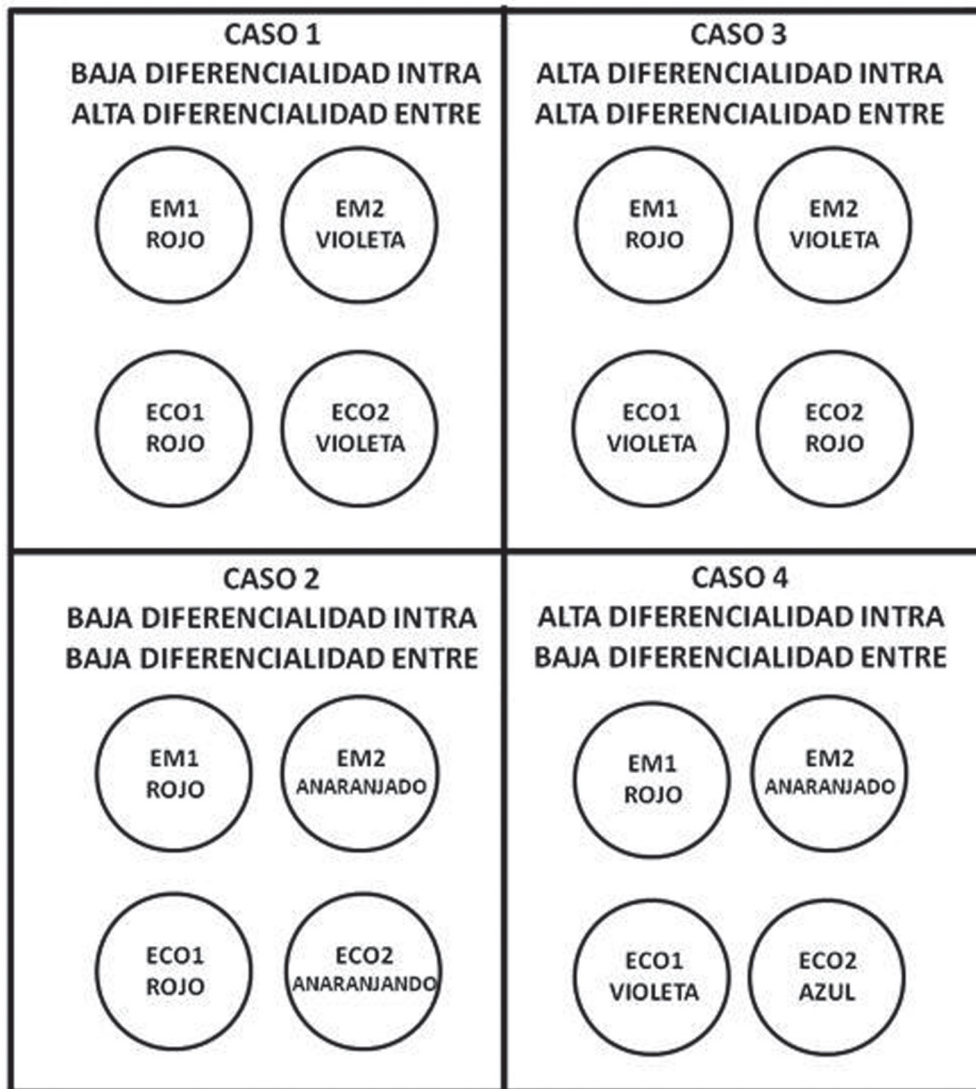 CASO 1
BAJA DIFERENCIALIDAD INTRA
ALTA DIFERENCIALIDAD ENTRE
EM1
ROJO
EM2
VIOLETA
ECO1
ROJO
ECO2
VIOLETA
CASO 3
ALTA DIFERENCIALIDAD INTRA
ALTA DIFERENCIALIDAD ENTRE
EM1
ROJO
EM2
VIOLETA
ECO1
VIOLETA
ECO2
ROJO
CASO 2
BAJA DIFERENCIALIDAD INTRA
BAJA DIFERENCIALIDAD ENTRE
EM1
ROJO
EM2
ANARANJADO
ECO1
ROJO
ECO2
ANARANJANDO
CASO 4
ALTA DIFERENCIALIDAD INTRA
BAJA DIFERENCIALIDAD ENTRE
EM1
ROJO
EM2
ANARANJADO
ECO1
VIOLETA
ECO2
AZUL